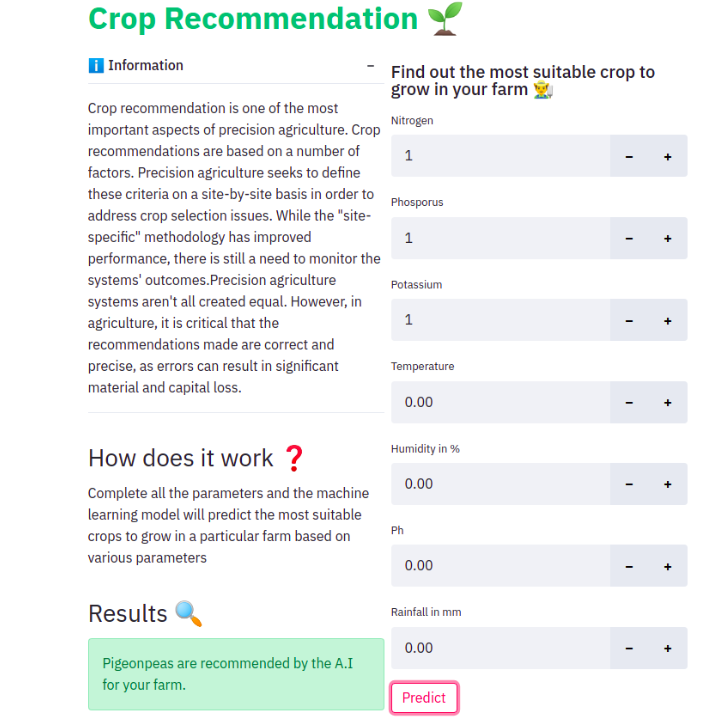 Crop Recommendation
Information
Crop recommendation is one of the most
important aspects of precision agriculture. Crop
recommendations are based on a number of
factors. Precision agriculture seeks to define
these criteria on a site-by-site basis in order to
address crop selection issues. While the "site-
specific" methodology has improved
performance, there is still a need to monitor the
systems' outcomes.Precision agriculture
systems aren't all created equal. However, in
agriculture, it is critical that the
recommendations made are correct and
precise, as errors can result in significant
material and capital loss.
How does it work ❓
Complete all the parameters and the machine
learning model will predict the most suitable
crops to grow in a particular farm based on
various parameters
Results
Pigeonpeas are recommended by the A.I
for your farm.
Find out the most suitable crop to
grow in your farm
Nitrogen
1
Phosporus
1
Potassium
1
Temperature
0.00
Humidity in %
0.00
Ph
0.00
Rainfall in mm
0.00
Predict